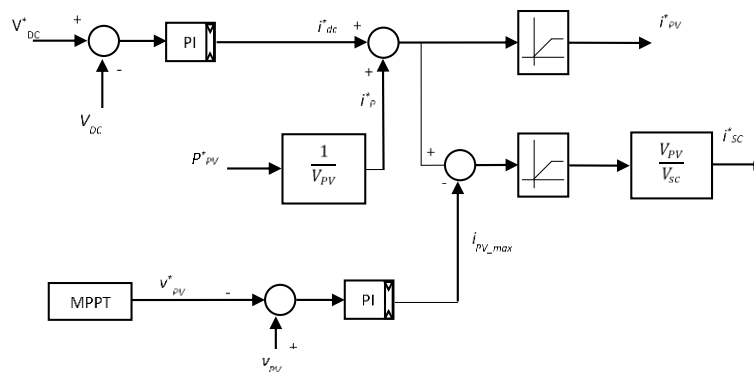 V*DC
+
-
PI
i*dc
+
+
i*PV
VDC
i*P
P*PV
1
VPV
+
-
VPV
Vsc
i*SC
iPV_max
MPPT
v*PV
-
PI
+
vPV